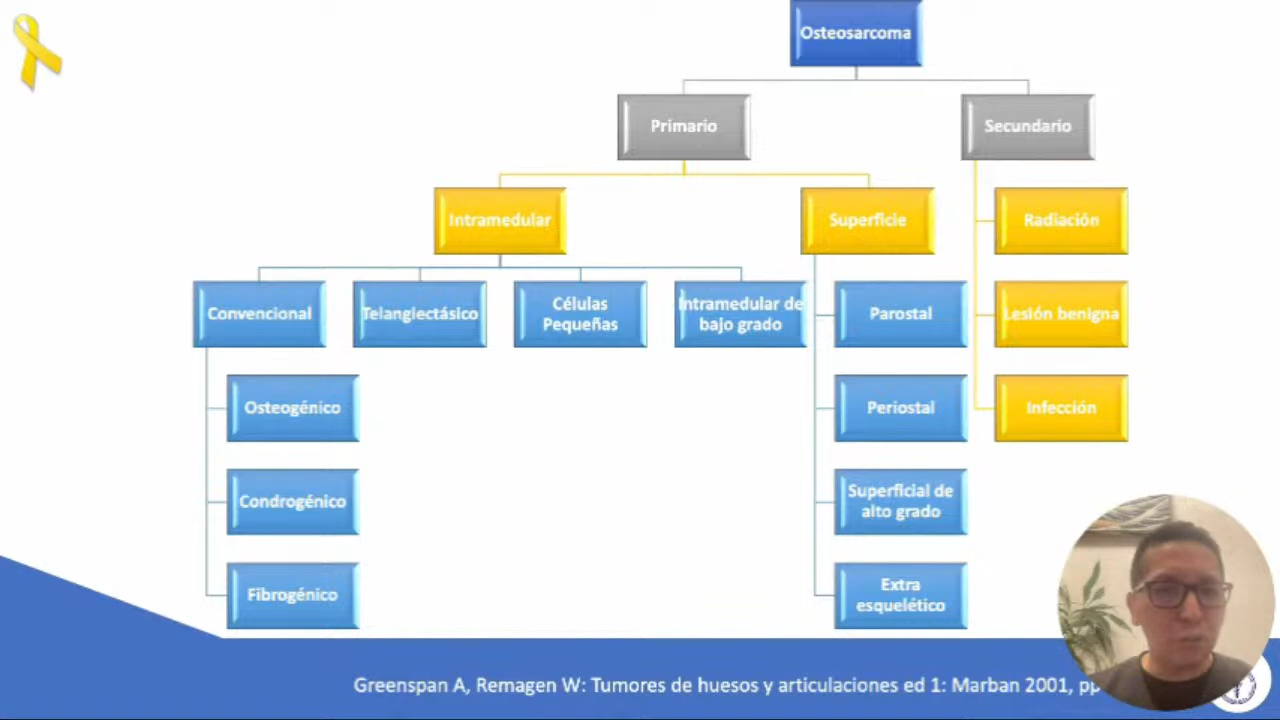 Osteosarcoma
Primario
Secundario
Intramedular
Superficie
Radiación
Convencional
Telangiectásico
Células
Pequeñas
Intramedular de
bajo grado
Parostal
Lesión benigna
Osteogénico
Periostal
Infección
Condrogénico
Superficial de
alto grado
Fibrogénico
Extra
esquelético
Greenspan A, Remagen W: Tumores de huesos y articulaciones ed 1: Marban 2001, pp